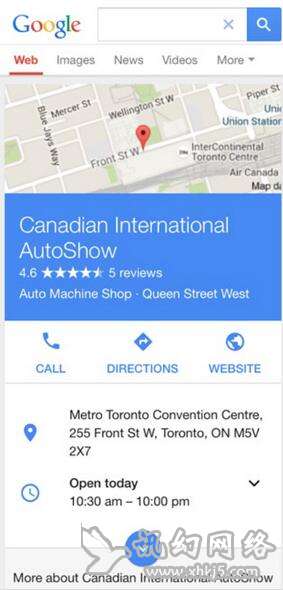 Google
Web Images News Videos More
Mercer St
Piper St
Wellington St W
Blue Jays Way
Union Station
Front St W
InterContinental
Toronto Centre
Air Canada
Map da
Canadian International
AutoShow
4.6 5 reviews
Auto Machine Shop · Queen Street West
CALL DIRECTIONS WEBSITE
Metro Toronto Convention Centre,
255 Front St W, Toronto, ON M5V
2X7
Open today
10:30 am – 10:00 pm
More about Canadian International AutoShow
凯幻网络
www.xhkj5.com